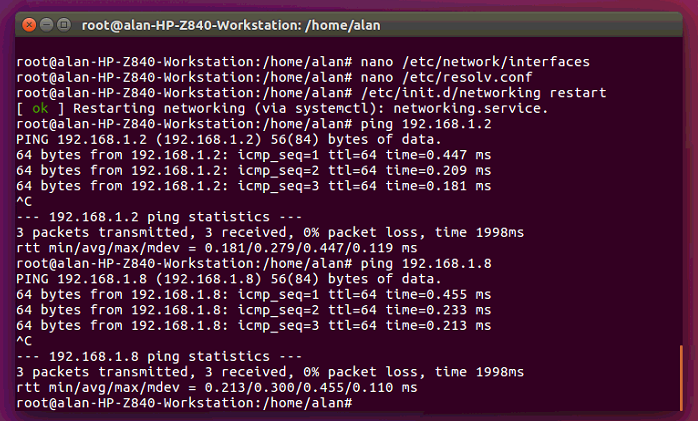 root@alan-HP-Z840-Workstation: /home/alan
root@alan-HP-Z840-Workstation:/home/alan# nano /etc/network/interfaces
root@alan-HP-Z840-Workstation:/home/alan# nano /etc/resolv.conf
root@alan-HP-Z840-Workstation:/home/alan# /etc/init.d/networking restart
[ ok ] Restarting networking (via systemctl): networking.service.
root@alan-HP-Z840-Workstation:/home/alan# ping 192.168.1.2
PING 192.168.1.2 (192.168.1.2) 56(84) bytes of data.
64 bytes from 192.168.1.2: icmp_seq=1 ttl=64 time=0.447 ms
64 bytes from 192.168.1.2: icmp_seq=2 ttl=64 time=0.209 ms
64 bytes from 192.168.1.2: icmp_seq=3 ttl=64 time=0.181 ms
^C
--- 192.168.1.2 ping statistics ---
3 packets transmitted, 3 received, 0% packet loss, time 1998ms
rtt min/avg/max/mdev = 0.181/0.279/0.447/0.119 ms
root@alan-HP-Z840-Workstation:/home/alan# ping 192.168.1.8
PING 192.168.1.8 (192.168.1.8) 56(84) bytes of data.
64 bytes from 192.168.1.8: icmp_seq=1 ttl=64 time=0.455 ms
64 bytes from 192.168.1.8: icmp_seq=2 ttl=64 time=0.233 ms
64 bytes from 192.168.1.8: icmp_seq=3 ttl=64 time=0.213 ms
^C
--- 192.168.1.8 ping statistics ---
3 packets transmitted, 3 received, 0% packet loss, time 1998ms
rtt min/avg/max/mdev = 0.213/0.300/0.455/0.110 ms
root@alan-HP-Z840-Workstation:/home/alan#